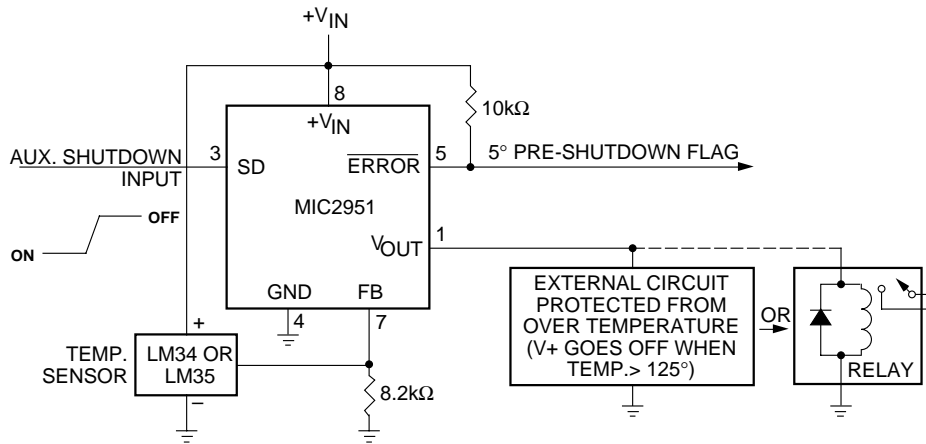 +VIN
8
+VIN
10kΩ
AUX. SHUTDOWN
INPUT
3
SD
ERROR
5
5° PRE-SHUTDOWN FLAG
MIC2951
OFF
ON
VOUT
1
GND
FB
4
7
EXTERNAL CIRCUIT
PROTECTED FROM
OVER TEMPERATURE
(V+ GOES OFF WHEN
TEMP.> 125°)
OR
RELAY
TEMP.
SENSOR
+
LM34 OR
LM35
–
8.2kΩ